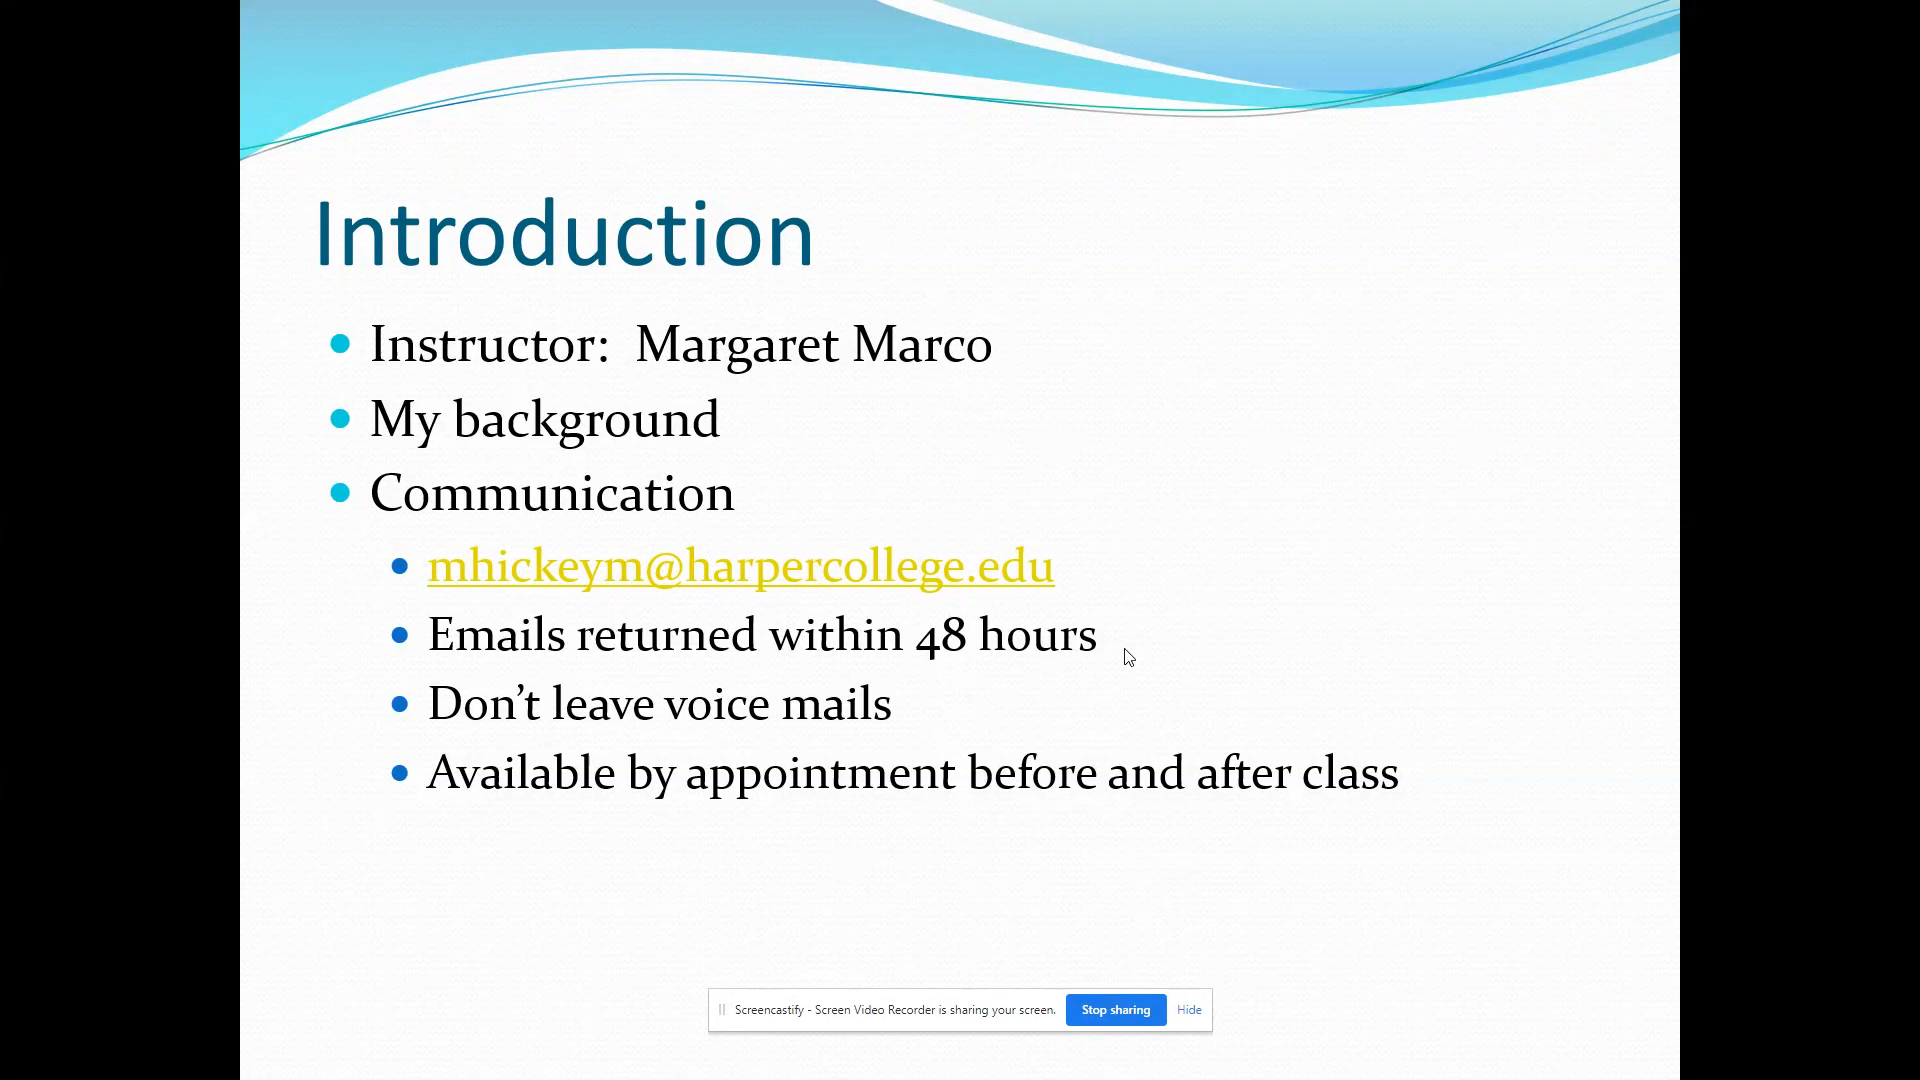 Introduction
Instructor:  Margaret Marco
My background
Communication
mhickeym@harpercollege.edu
Emails returned within 48 hours
Don’t leave voice mails
Available by appointment before and after class
Screencastify - Screen Video Recorder is sharing your screen. Stop sharing Hide